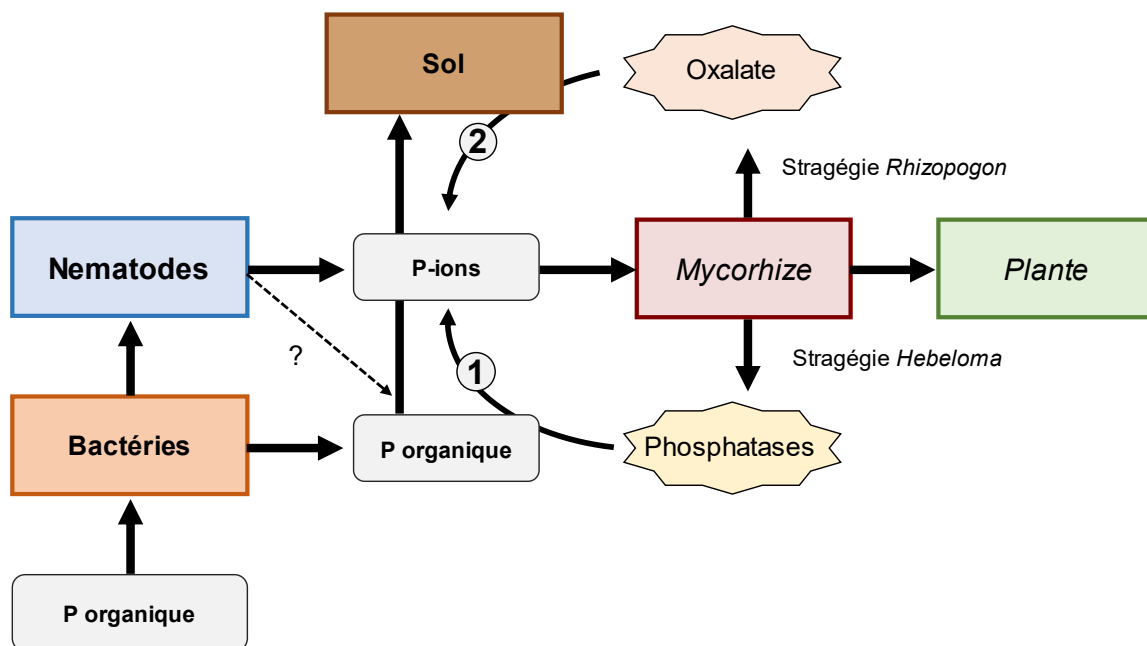 Sol
Oxalate
2
Stragégie Rhizopogon
Nematodes
P-ions
Mycorhize
Plante
?
1
Stragégie Hebeloma
Bactéries
P organique
Phosphatases
P organique